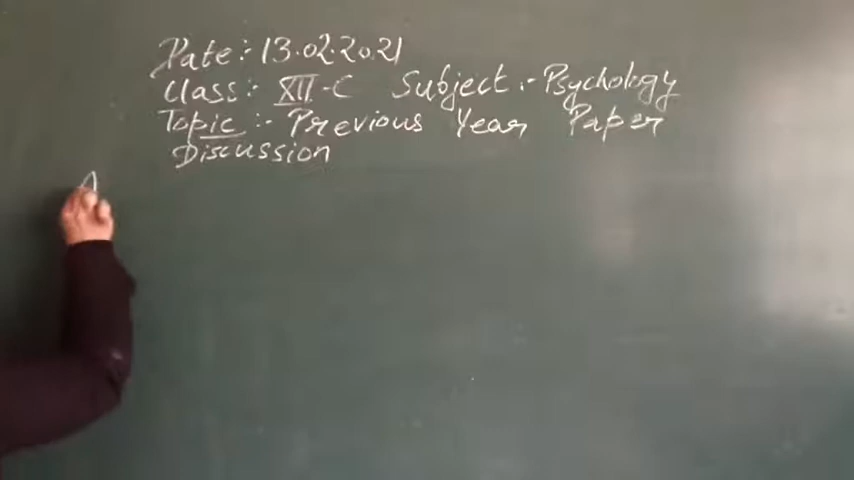 Date:- 13.02.2021
Class:- XII-C Subject:- Psychology
Topic:- Previous Year Paper
Discussion